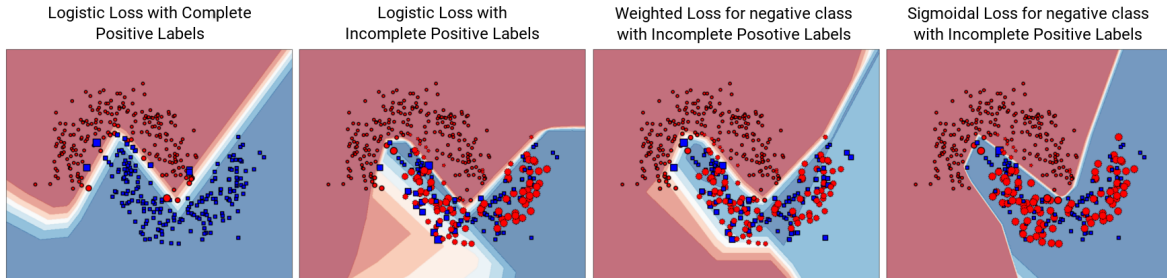 Logistic Loss with Complete
Positive Labels
Logistic Loss with
Incomplete Positive Labels
Weighted Loss for negative class
with Incomplete Posotive Labels
Sigmoidal Loss for negative class
with Incomplete Positive Labels